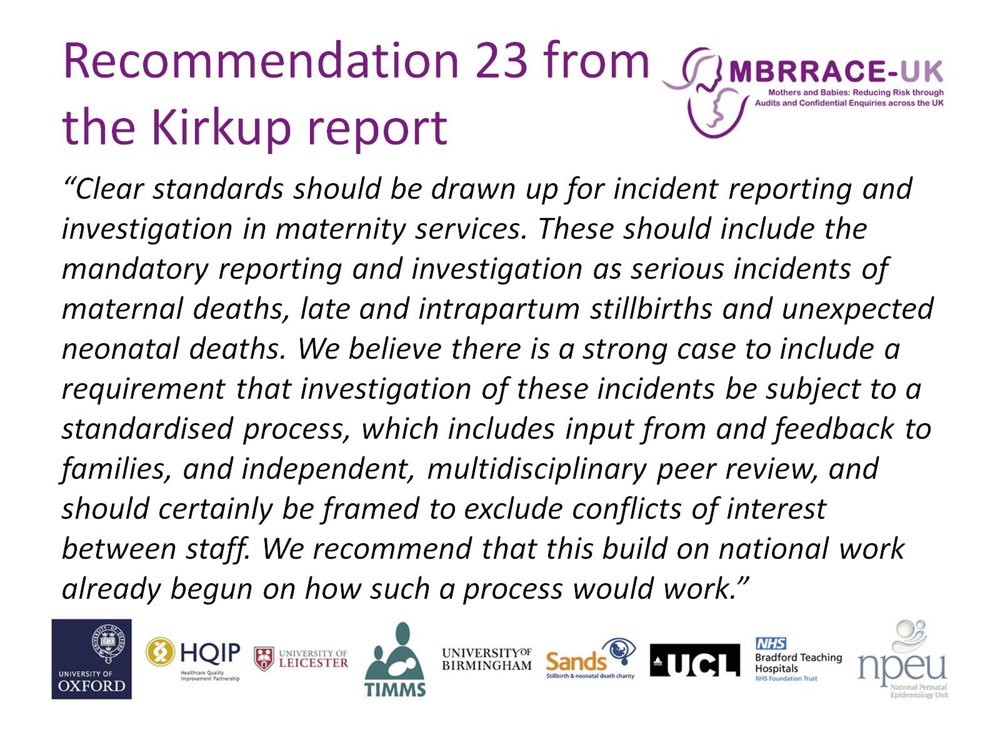 Recommendation 23 from
the Kirkup report
MBRRACE-UK
Mothers and Babies: Reducing Risk through
Audits and Confidential Enquiries across the UK
“Clear standards should be drawn up for incident reporting and
investigation in maternity services. These should include the
mandatory reporting and investigation as serious incidents of
maternal deaths, late and intrapartum stillbirths and unexpected
neonatal deaths. We believe there is a strong case to include a
requirement that investigation of these incidents be subject to a
standardised process, which includes input from and feedback to
families, and independent, multidisciplinary peer review, and
should certainly be framed to exclude conflicts of interest
between staff. We recommend that this build on national work
already begun on how such a process would work.”
UNIVERSITY OF
OXFORD
HQIP
Healthcare Quality
Improvement Partnership
UNIVERSITY OF
LEICESTER
TIMMS
UNIVERSITY OF
BIRMINGHAM
Sands
Stillbirth & neonatal death charity
UCL
NHS
Bradford Teaching
Hospitals
NHS Foundation Trust
npeu
National Perinatal
Epidemiology Unit